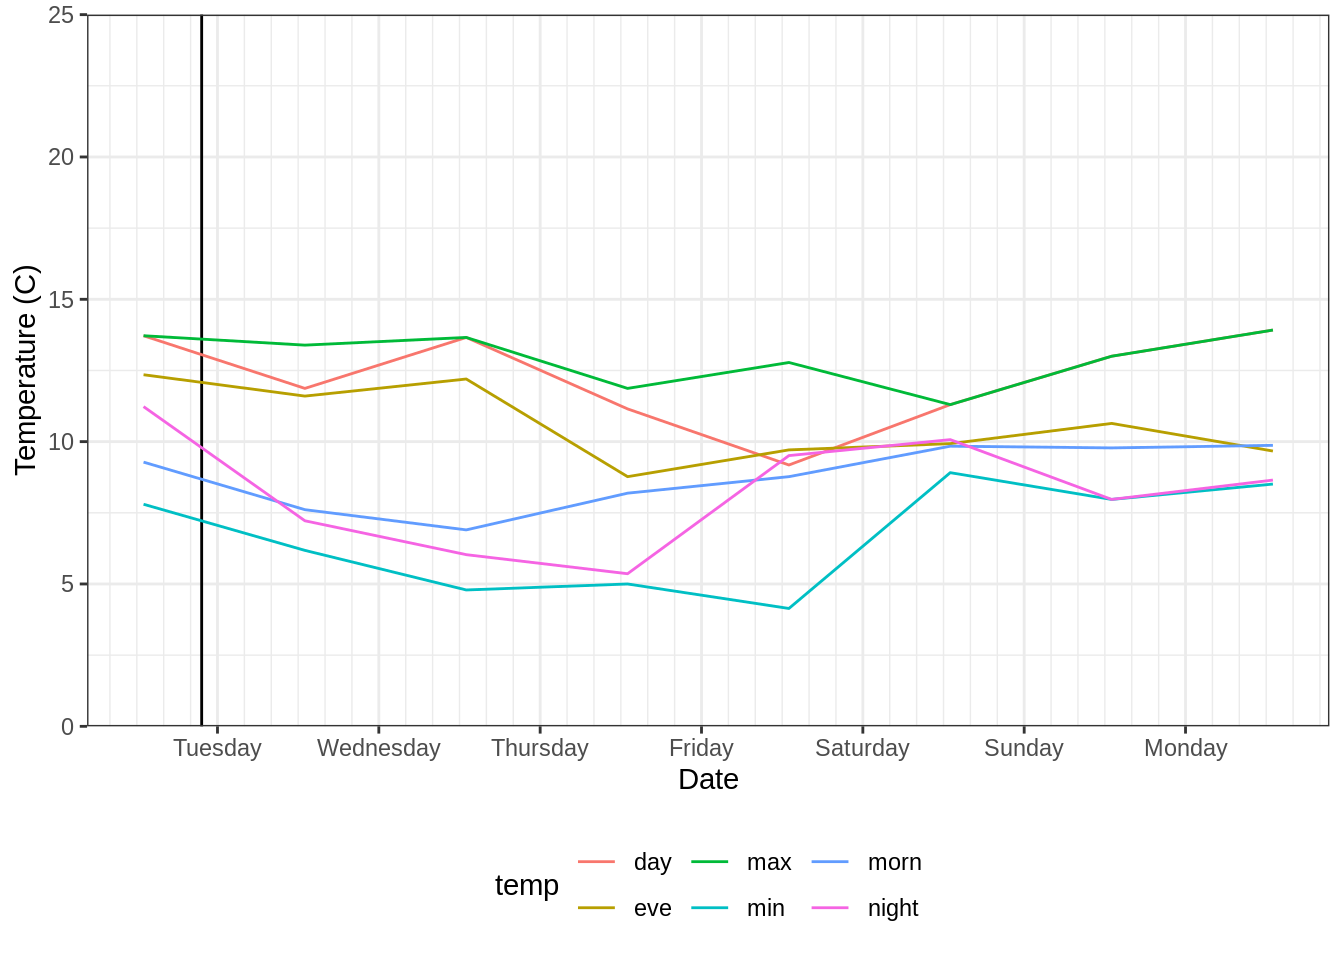 25
20
15
10
5
0
Temperature (C)
Tuesday Wednesday Thursday Friday Saturday Sunday Monday
Date
temp
day max morn
eve min night